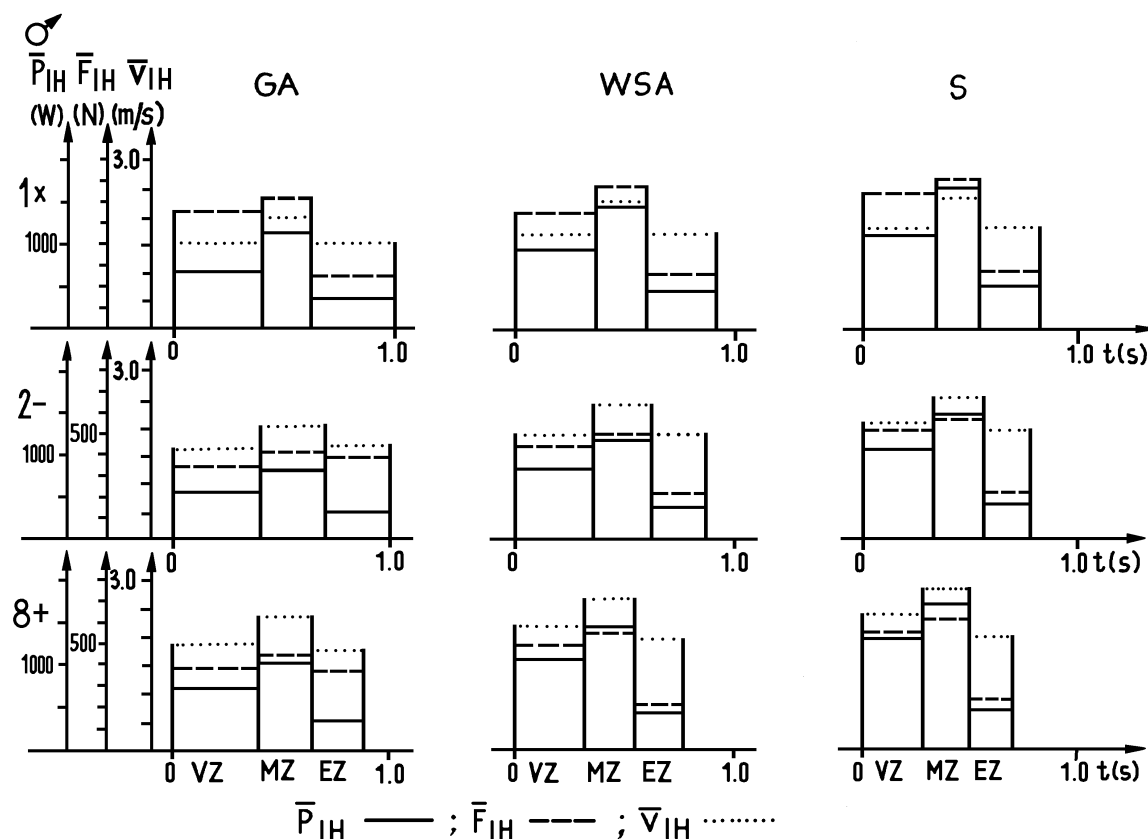 ♂
P̅IH F̅IH v̅IH
(W) (N) (m/s)
GA WSA S
3.0
1x
1000
0 1.0 0 1.0 0 1.0 t(s)
3.0
2-
500
1000
0 1.0 0 1.0 0 1.0 t(s)
3.0
8+
500
1000
0 VZ MZ EZ 1.0 0 VZ MZ EZ 1.0 0 VZ MZ EZ 1.0 t(s)
P̅IH ; F̅IH ; v̅IH